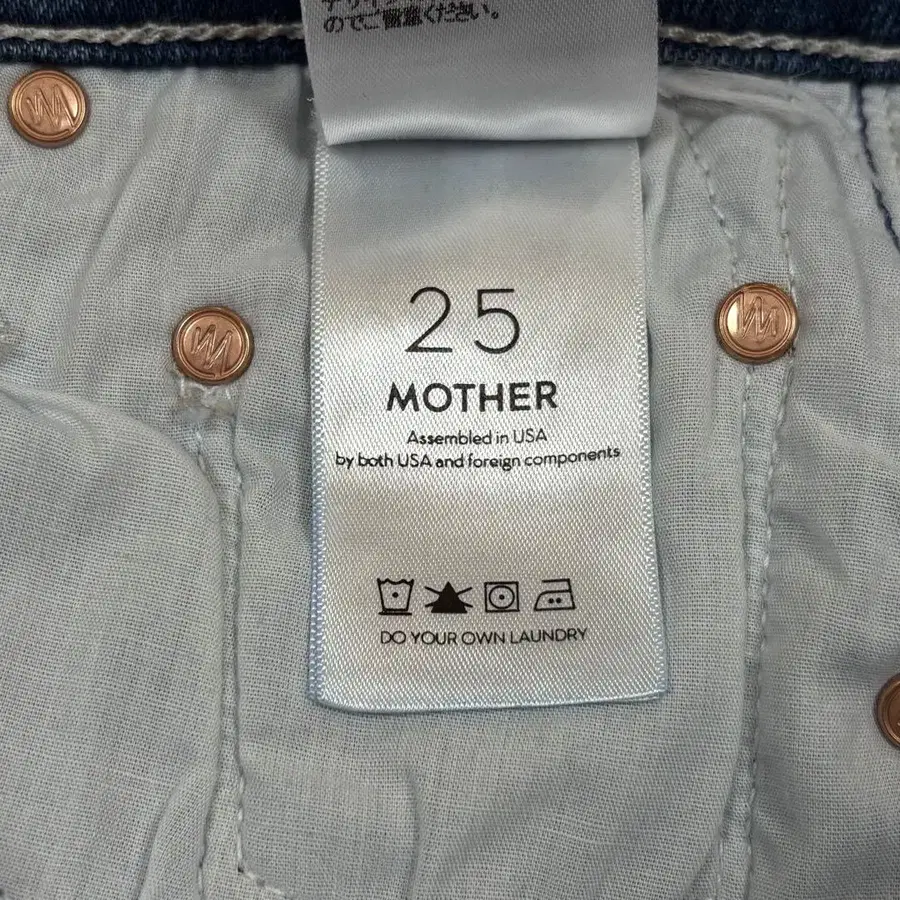 のでご留意ください。
25
MOTHER
Assembled in USA
by both USA and foreign components
DO YOUR OWN LAUNDRY